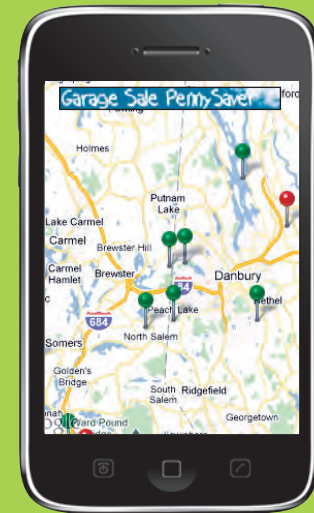 Garage Sale PennySaver
Holmes
Putnam
Lake
Lake Carmel
Carmel
Brewster Hill
Carmel
Hamlet
Brewster
84
Danbury
Bethel
Peach Lake
684
North Salem
Somers
Golden's
Bridge
South
Salem
Ridgefield
Georgetown
Ward Pound